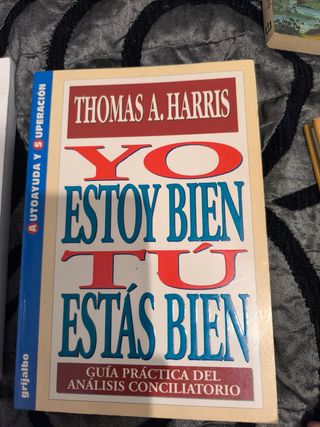 AUTOAYUDA Y SUPERACIÓN
THOMAS A. HARRIS
YO
ESTOY BIEN
TÚ
ESTÁS BIEN
GUÍA PRÁCTICA DEL
ANÁLISIS CONCILIATORIO
grijalbo